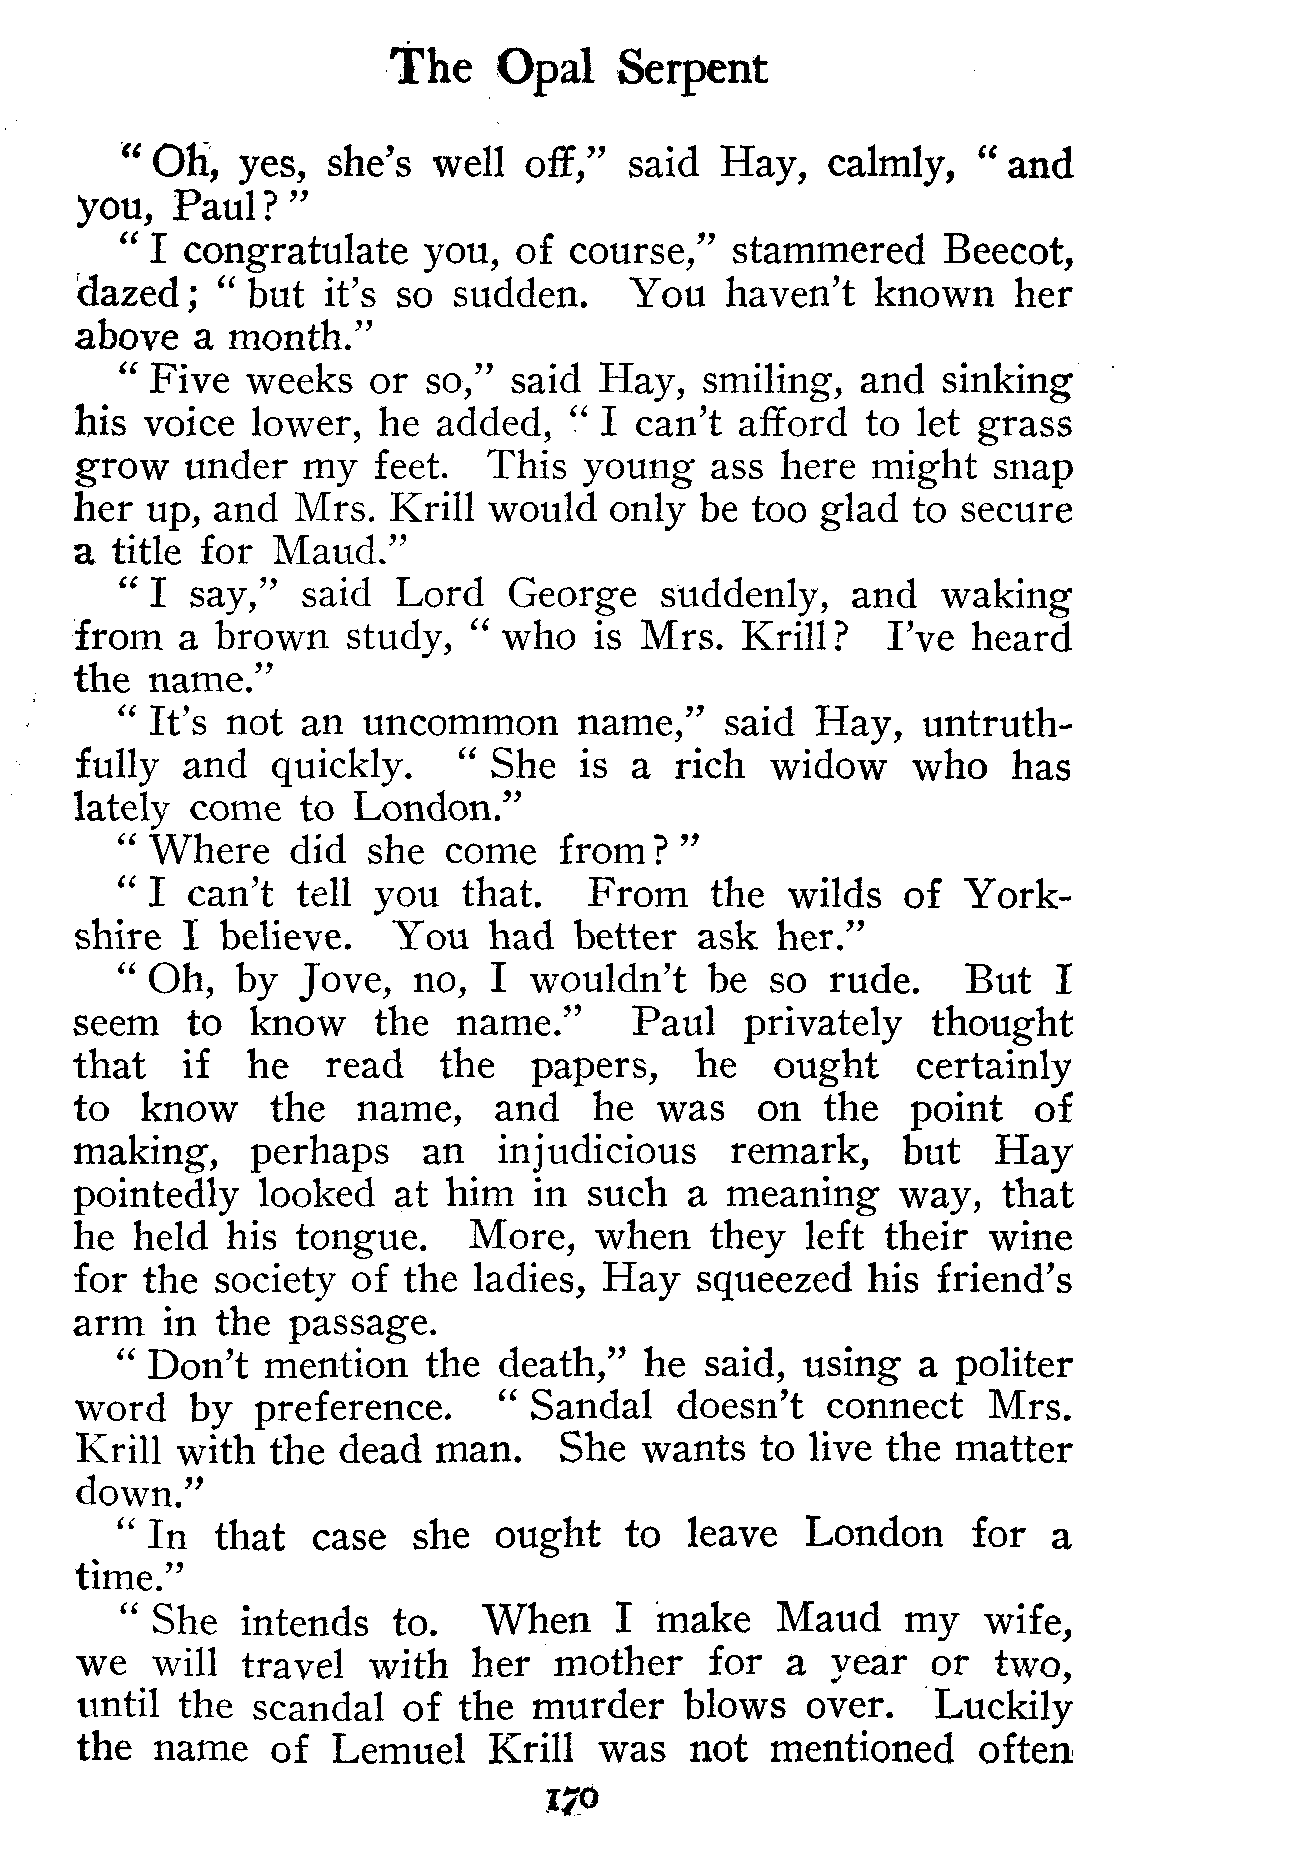 The Opal Serpent
“ Oh, yes, she’s well off,” said Hay, calmly, “ and
you, Paul? ”
“ I congratulate you, of course,” stammered Beecot,
dazed; “ but it’s so sudden. You haven’t known her
above a month.”
“ Five weeks or so,” said Hay, smiling, and sinking
his voice lower, he added, “ I can’t afford to let grass
grow under my feet. This young ass here might snap
her up, and Mrs. Krill would only be too glad to secure
a title for Maud.”
“ I say,” said Lord George suddenly, and waking
from a brown study, “ who is Mrs. Krill? I’ve heard
the name.”
“ It’s not an uncommon name,” said Hay, untruth-
fully and quickly. “ She is a rich widow who has
lately come to London.”
“ Where did she come from? ”
“ I can’t tell you that. From the wilds of York-
shire I believe. You had better ask her.”
“ Oh, by Jove, no, I wouldn’t be so rude. But I
seem to know the name.” Paul privately thought
that if he read the papers, he ought certainly
to know the name, and he was on the point of
making, perhaps an injudicious remark, but Hay
pointedly looked at him in such a meaning way, that
he held his tongue. More, when they left their wine
for the society of the ladies, Hay squeezed his friend’s
arm in the passage.
“ Don’t mention the death,” he said, using a politer
word by preference. “ Sandal doesn’t connect Mrs.
Krill with the dead man. She wants to live the matter
down.”
“ In that case she ought to leave London for a
time.”
“ She intends to. When I make Maud my wife,
we will travel with her mother for a year or two,
until the scandal of the murder blows over. Luckily
the name of Lemuel Krill was not mentioned often
170